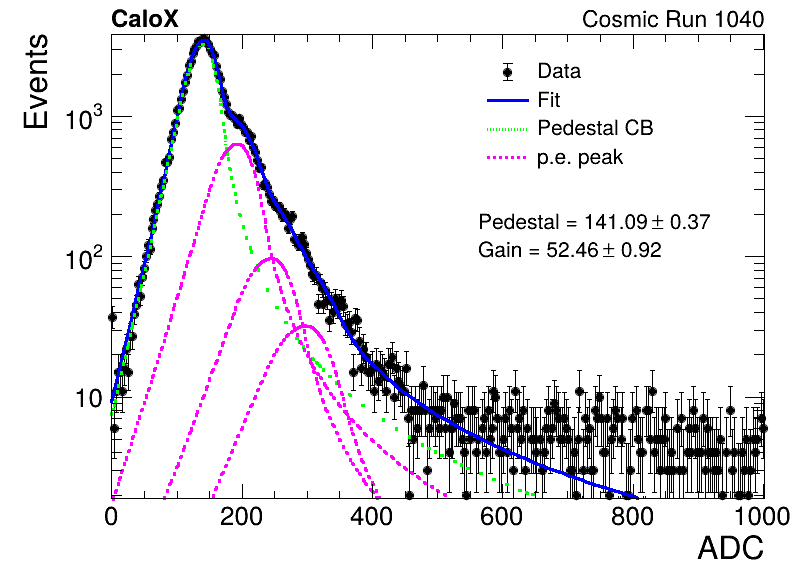 CaloX Cosmic Run 1040
Events
Data
Fit
Pedestal CB
p.e. peak
Pedestal = 141.09 ± 0.37
Gain = 52.46 ± 0.92
10³
10²
10
0 200 400 600 800 1000
ADC